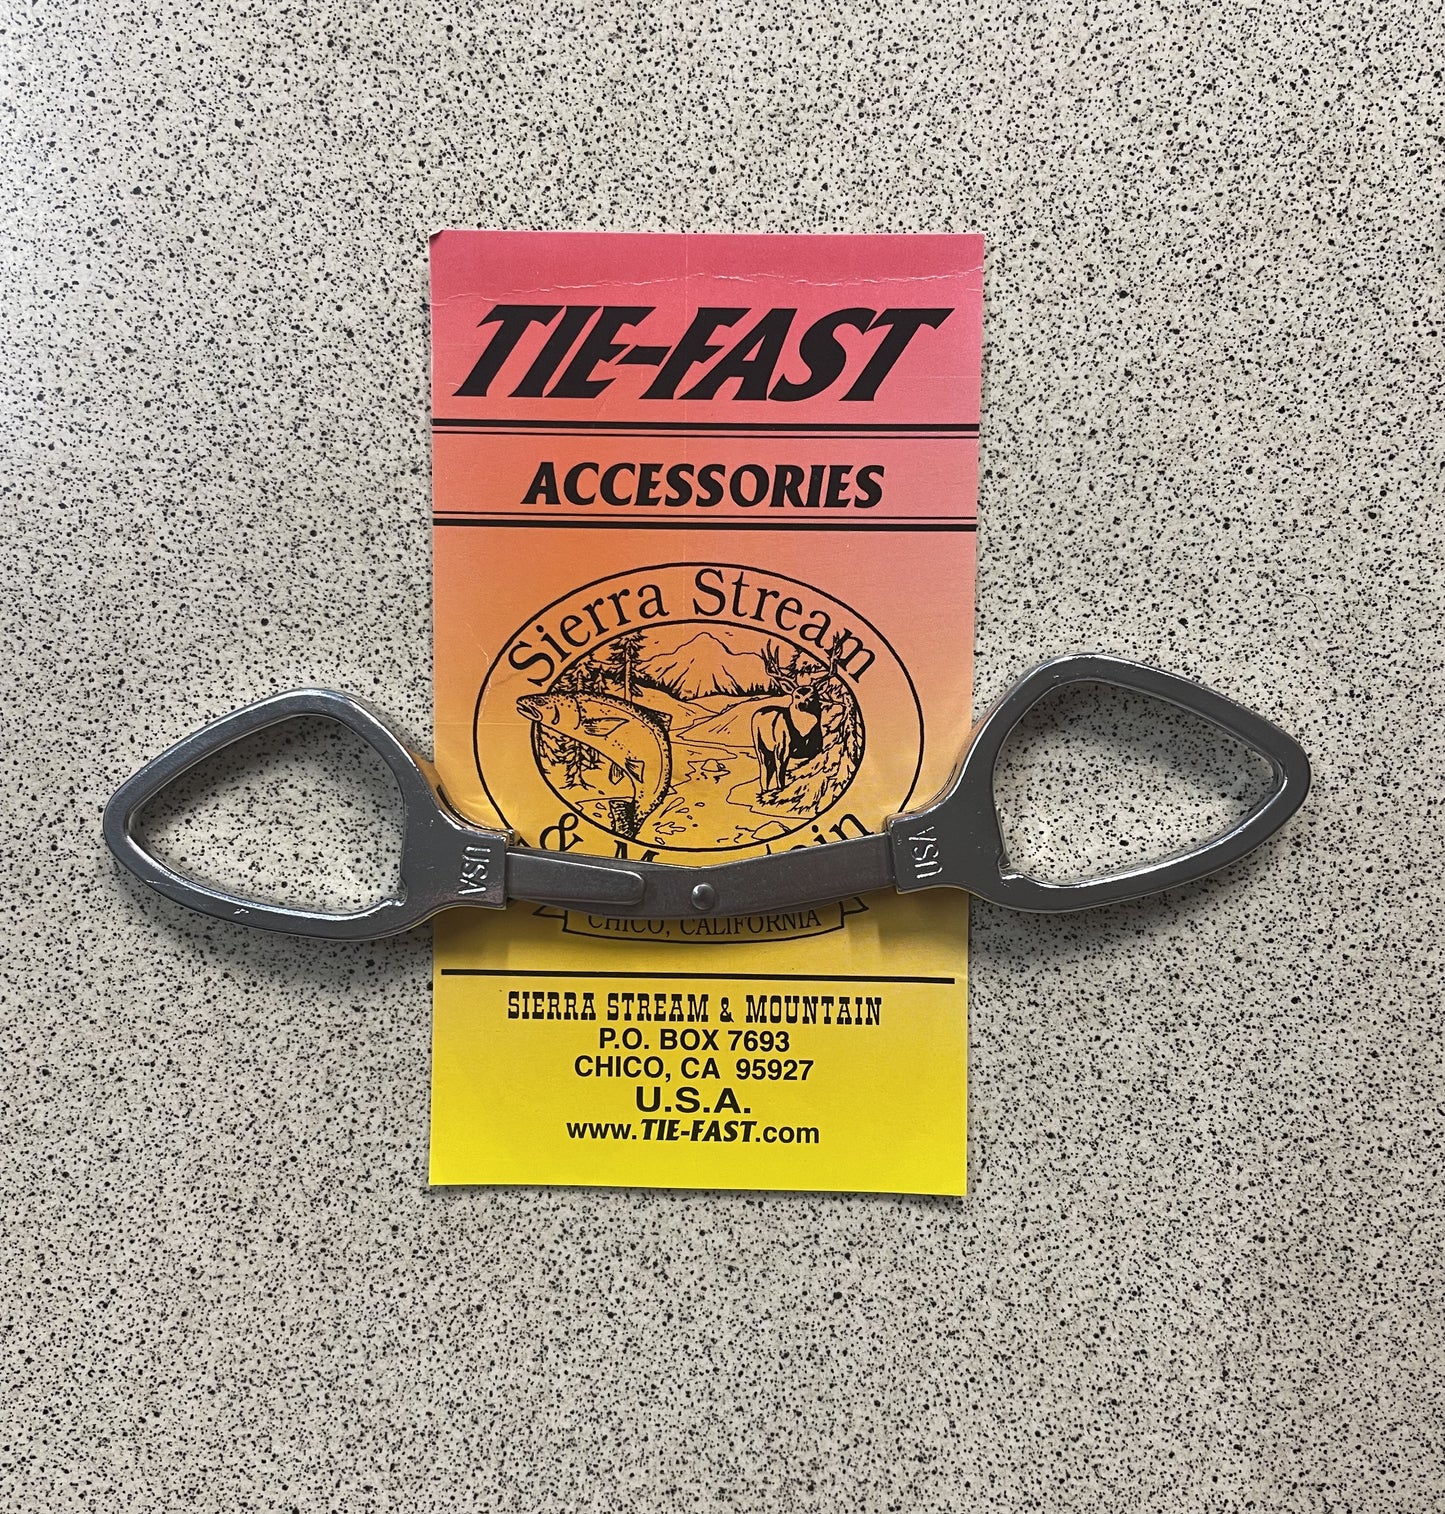 TIE-FAST
ACCESSORIES
Sierra Stream
& Mountain
CHICO, CALIFORNIA
USA
USA
SIERRA STREAM & MOUNTAIN
P.O. BOX 7693
CHICO, CA 95927
U.S.A.
www.TIE-FAST.com